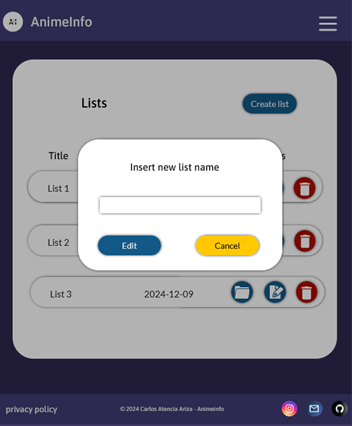 Ai AnimeInfo
Lists
Create list
Title
s
Insert new list name
List 1
List 2
Edit
Cancel
List 3
2024-12-09
privacy policy
© 2024 Carlos Atencia Ariza - Animeinfo